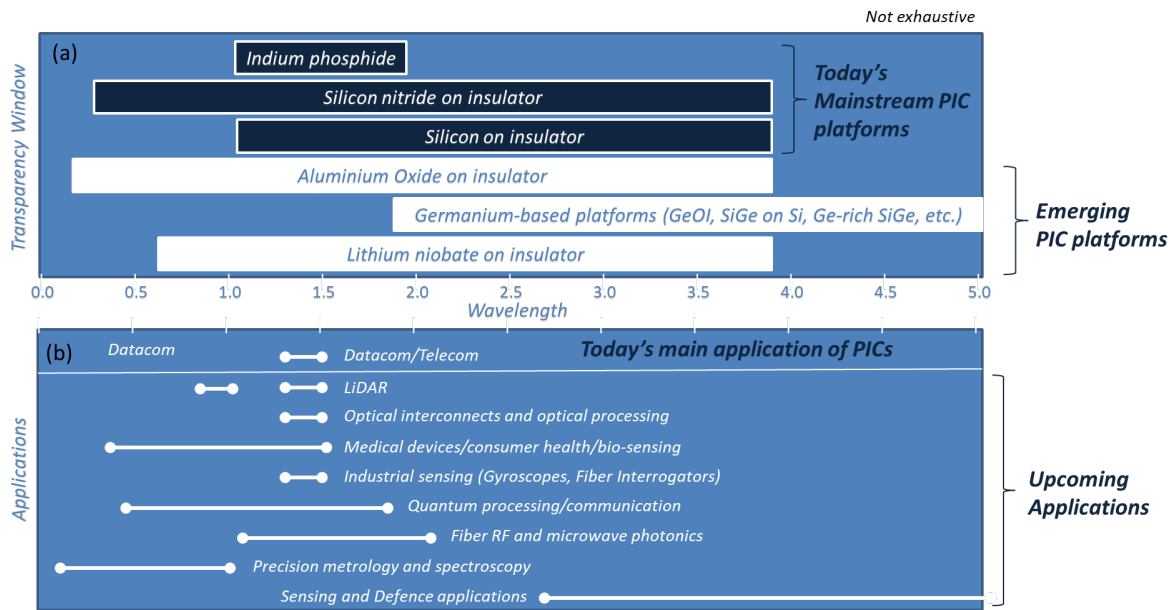 Not exhaustive
(a)
Transparency Window
Indium phosphide
Silicon nitride on insulator
Silicon on insulator
Today's
Mainstream PIC
platforms
Aluminium Oxide on insulator
Germanium-based platforms (GeOI, SiGe on Si, Ge-rich SiGe, etc.)
Lithium niobate on insulator
Emerging
PIC platforms
0.0 0.5 1.0 1.5 2.0 2.5 3.0 3.5 4.0 4.5 5.0
Wavelength
(b)
Applications
Datacom
Datacom/Telecom
Today's main application of PICs
LiDAR
Optical interconnects and optical processing
Medical devices/consumer health/bio-sensing
Industrial sensing (Gyroscopes, Fiber Interrogators)
Quantum processing/communication
Fiber RF and microwave photonics
Precision metrology and spectroscopy
Sensing and Defence applications
Upcoming
Applications